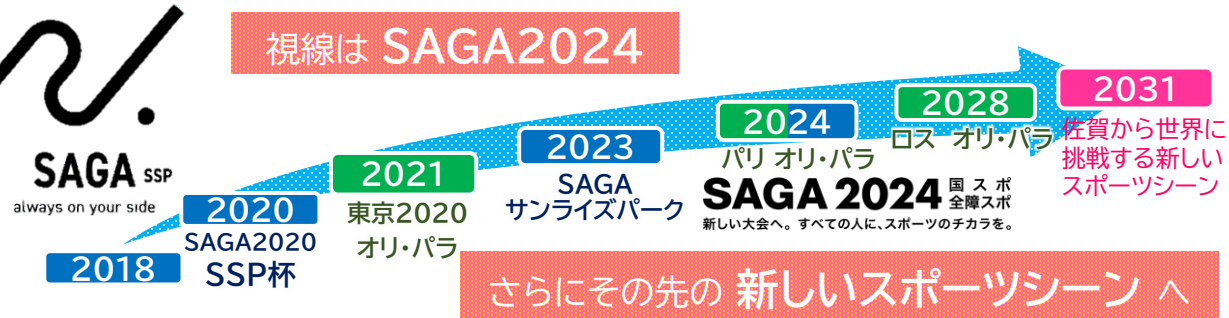 視線は SAGA2024
SAGA SSP
always on your side
2018
2020
SAGA2020
SSP杯
2021
東京2020
オリ・パラ
2023
SAGA
サンライズパーク
2024
パリ オリ・パラ
SAGA 2024 国スポ
全障スポ
新しい大会へ。すべての人に、スポーツのチカラを。
2028
ロス オリ・パラ
2031
佐賀から世界に
挑戦する新しい
スポーツシーン
さらにその先の 新しいスポーツシーン へ